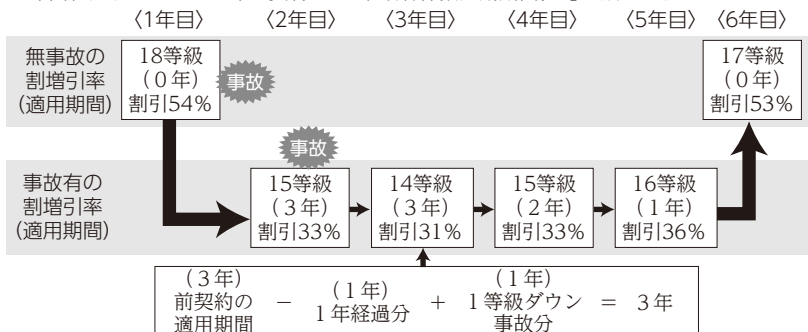 〈1年目〉 〈2年目〉 〈3年目〉 〈4年目〉 〈5年目〉 〈6年目〉
無事故の
割増引率
(適用期間)
18等級
(0年)
割引54%
事故
17等級
(0年)
割引53%
事故
事故有の
割増引率
(適用期間)
15等級
(3年)
割引33%
14等級
(3年)
割引31%
15等級
(2年)
割引33%
16等級
(1年)
割引36%
(3年)
前契約の
適用期間
−
(1年)
1年経過分
+
(1年)
1等級ダウン
事故分
= 3年